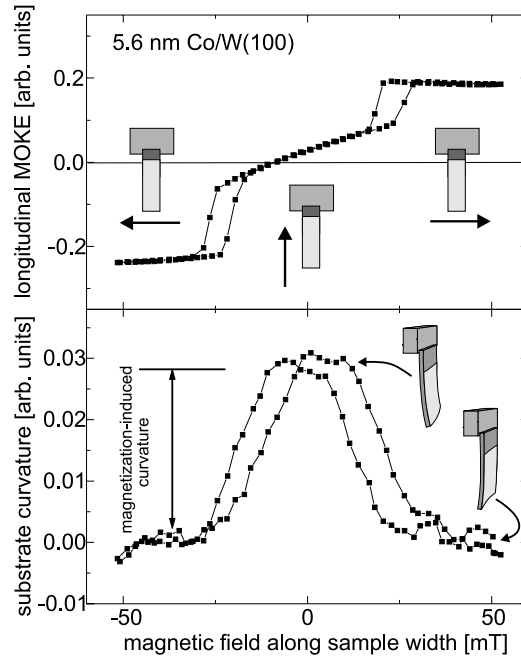 5.6 nm Co/W(100)
longitudinal MOKE [arb. units]
0.2
0.0
-0.2
substrate curvature [arb. units]
0.03
0.02
0.01
0.00
-0.01
magnetization-induced
curvature
-50
0
50
magnetic field along sample width [mT]